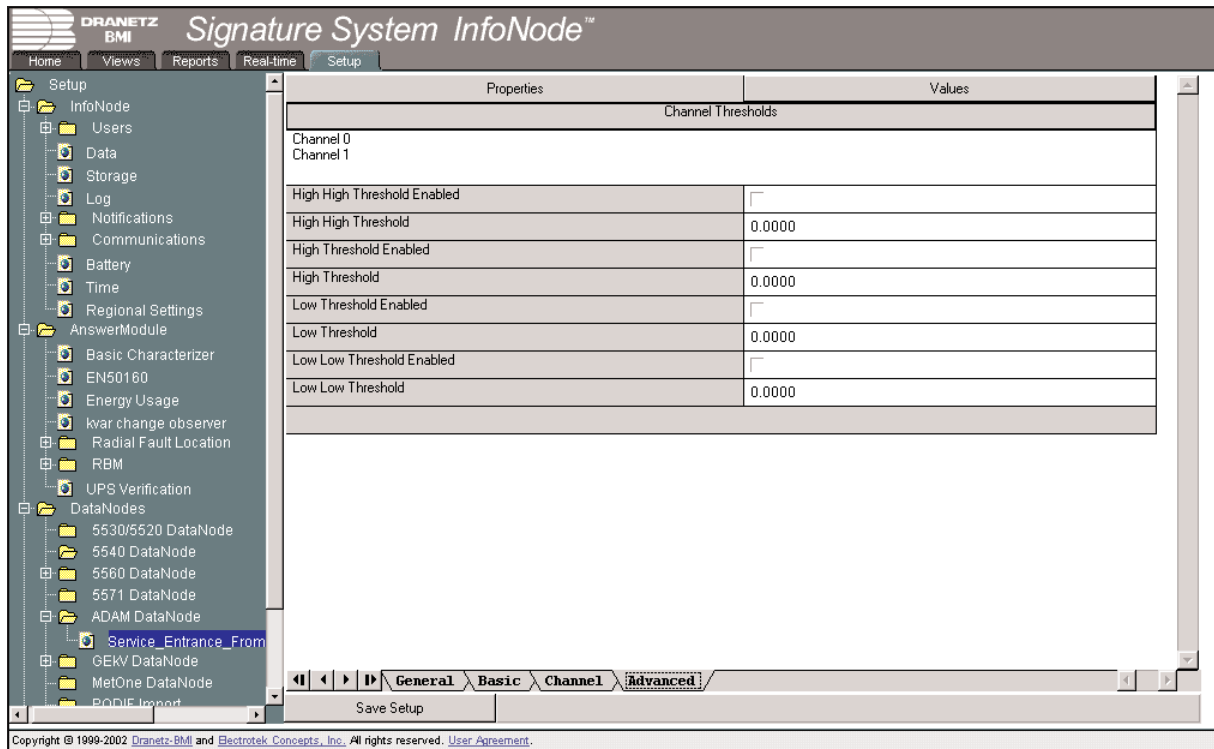 DRANETZ
BMI
Signature System InfoNode™
Home Views Reports Real-time Setup
Setup
InfoNode
Users
Data
Storage
Log
Notifications
Communications
Battery
Time
Regional Settings
AnswerModule
Basic Characterizer
EN50160
Energy Usage
kvar change observer
Radial Fault Location
RBM
UPS Verification
DataNodes
5530/5520 DataNode
5540 DataNode
5560 DataNode
5571 DataNode
ADAM DataNode
Service_Entrance_From
GEKV DataNode
MetOne DataNode
PQDIF Import
Properties Values
Channel Thresholds
Channel 0
Channel 1
High High Threshold Enabled
High High Threshold 0.0000
High Threshold Enabled
High Threshold 0.0000
Low Threshold Enabled
Low Threshold 0.0000
Low Low Threshold Enabled
Low Low Threshold 0.0000
General Basic Channel Advanced
Save Setup
Copyright © 1999-2002 Dranetz-BMI and Electrotek Concepts, Inc. All rights reserved. User Agreement.